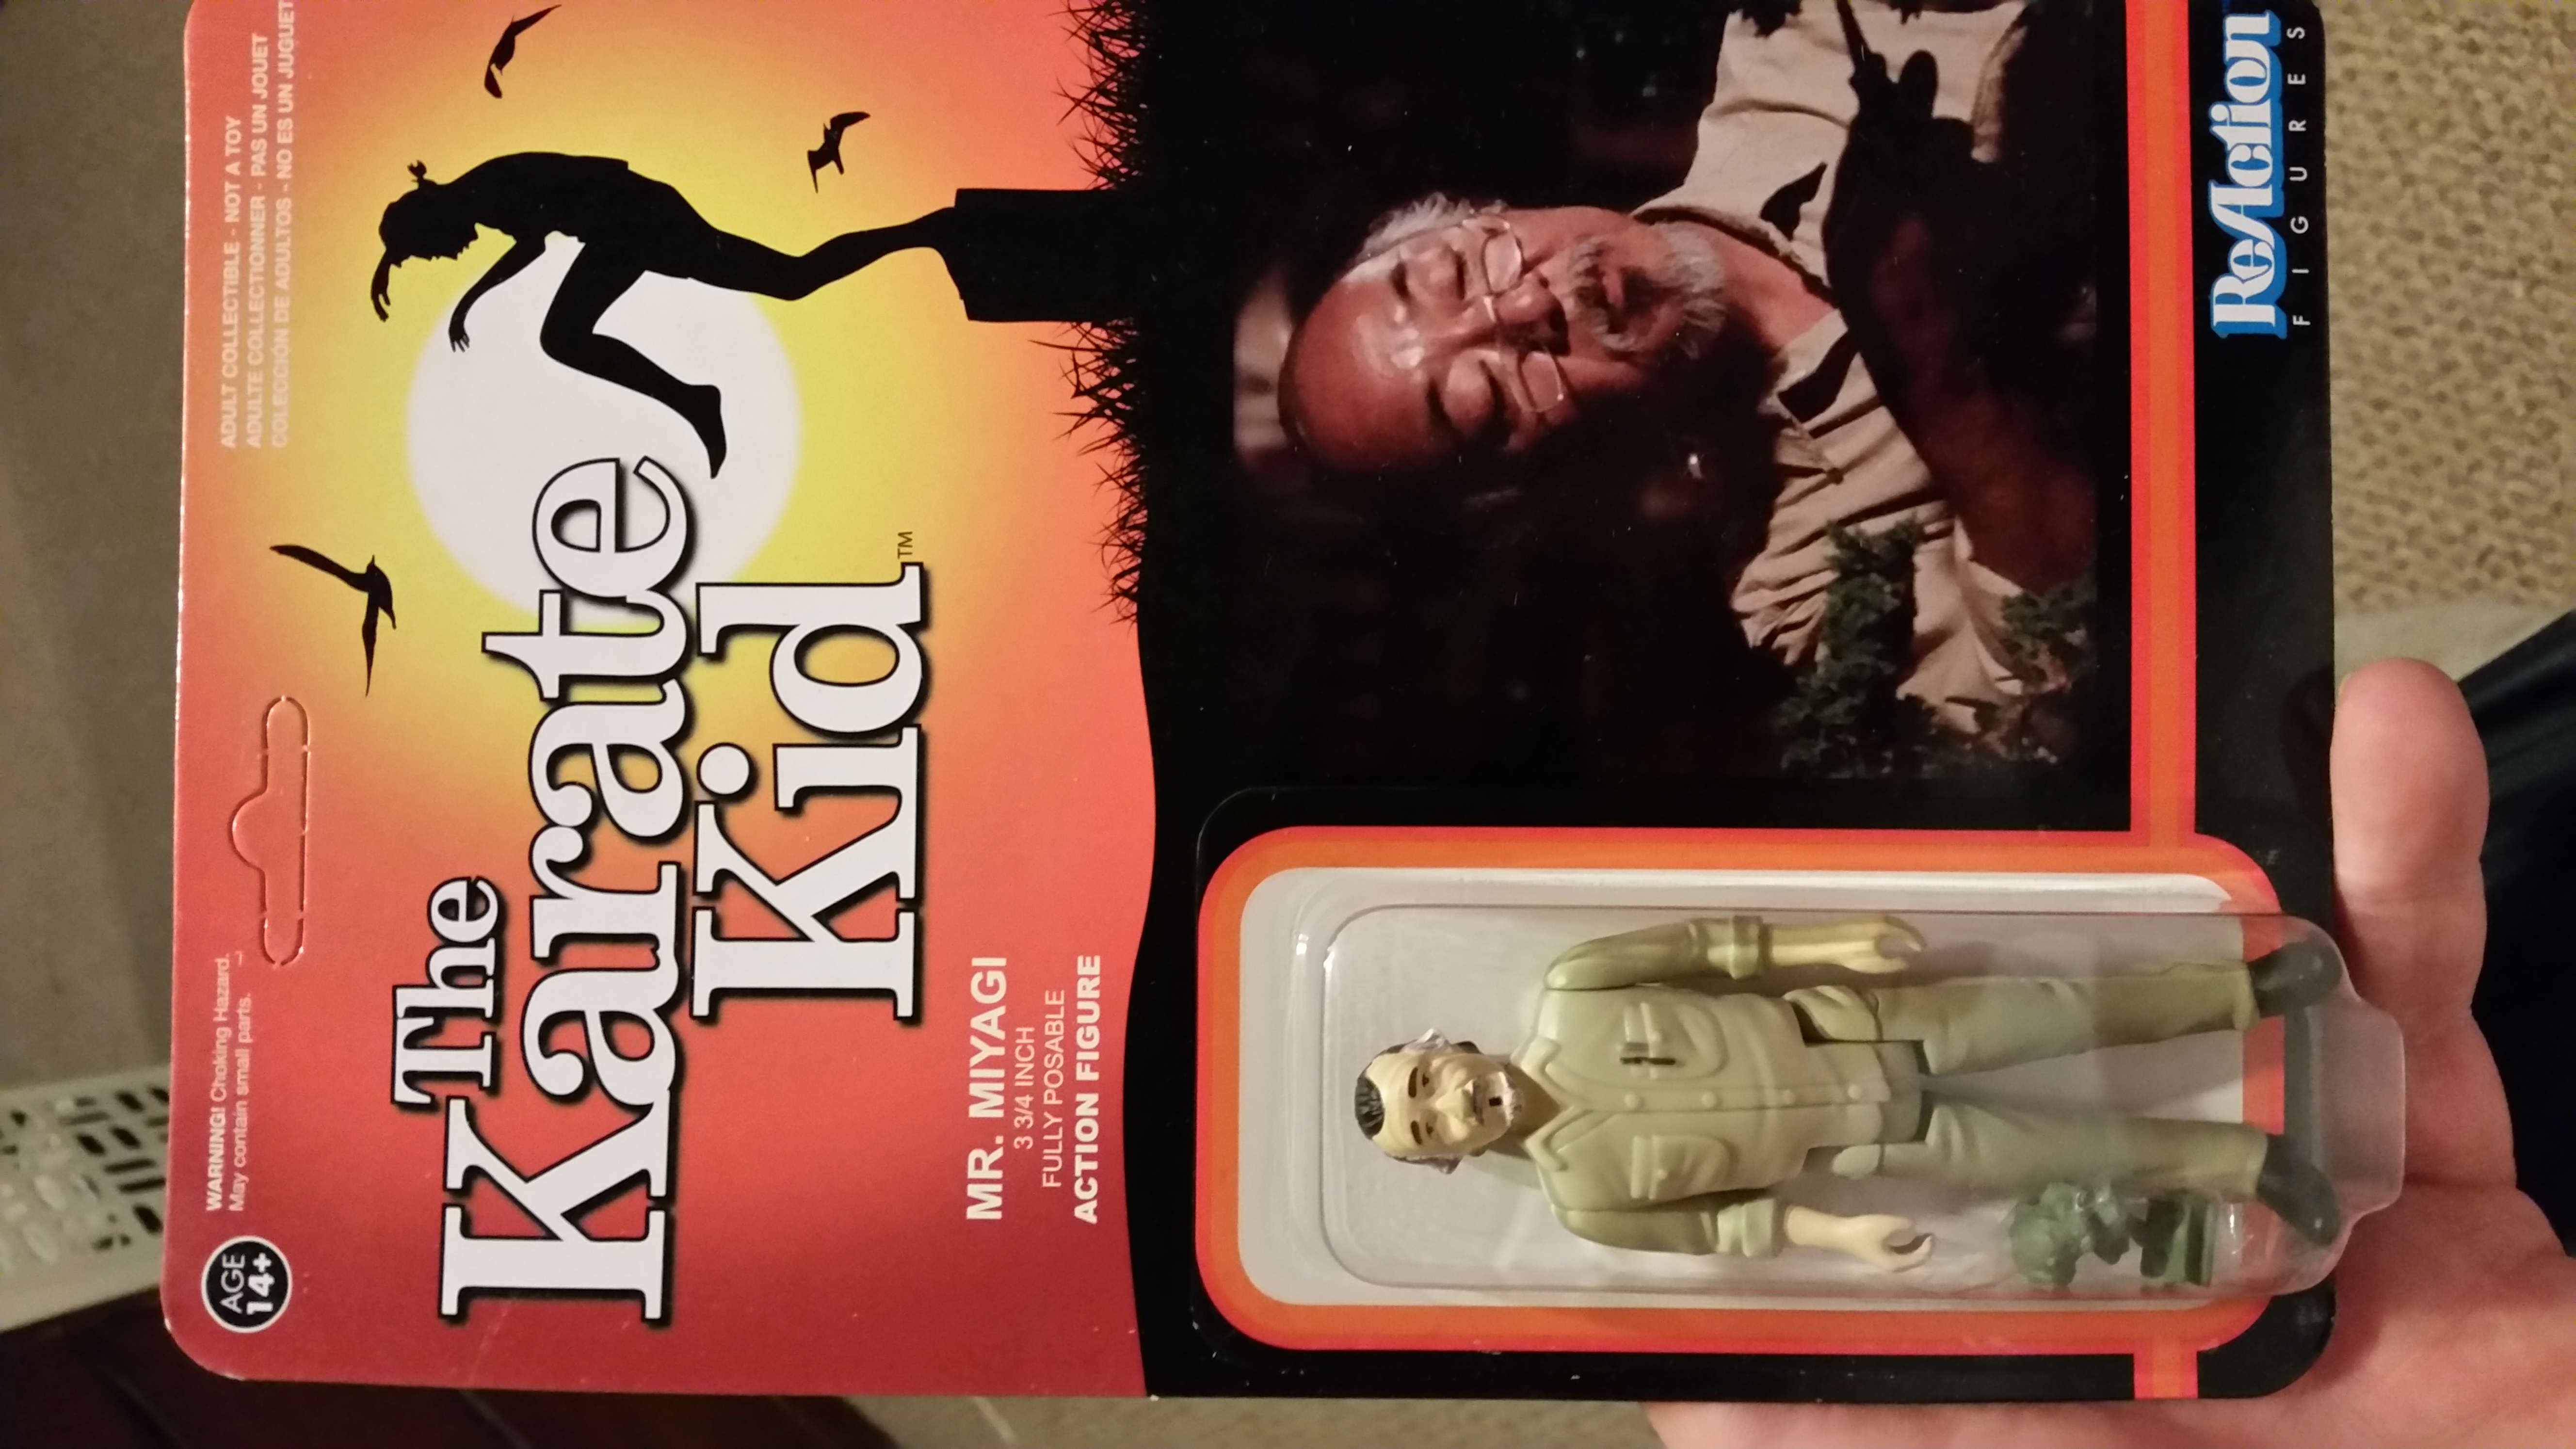 AGE
14+
WARNING! Choking Hazard.
May contain small parts.
ADULT COLLECTIBLE - NOT A TOY
ADULTE COLLECTIONNER - PAS UN JOUET
COLECCIÓN DE ADULTOS - NO ES UN JUGUETE
The
Karate
Kid™
MR. MIYAGI
3 3/4 INCH
FULLY POSABLE
ACTION FIGURE
ReAction
FIGURES